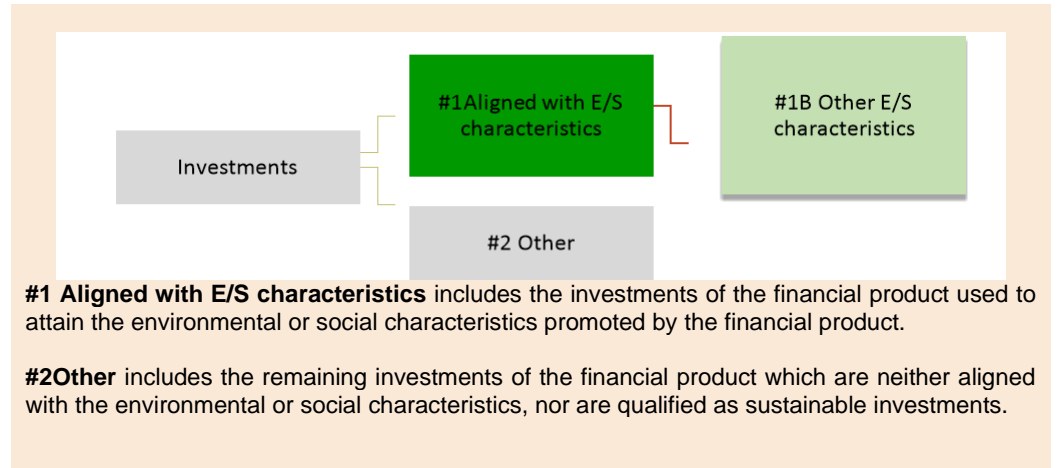 #1Aligned with E/S
characteristics
#1B Other E/S
characteristics
Investments
#2 Other
#1 Aligned with E/S characteristics includes the investments of the financial product used to
attain the environmental or social characteristics promoted by the financial product.
#2Other includes the remaining investments of the financial product which are neither aligned
with the environmental or social characteristics, nor are qualified as sustainable investments.